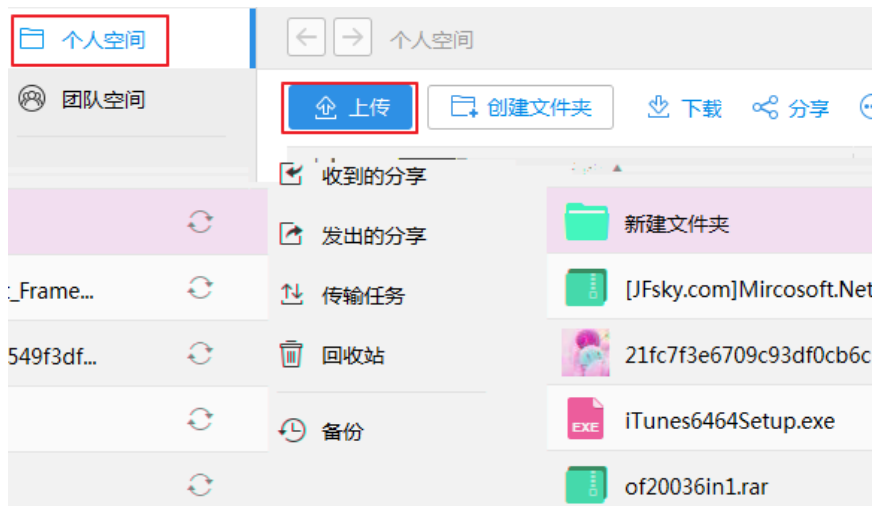 个人空间
个人空间
团队空间
上传
创建文件夹
下载
分享
收到的分享
新建文件夹
发出的分享
_Frame...
传输任务
[JFsky.com]Mircosoft.Net
549f3df...
回收站
21fc7f3e6709c93df0cb6c
备份
EXE
iTunes6464Setup.exe
of20036in1.rar